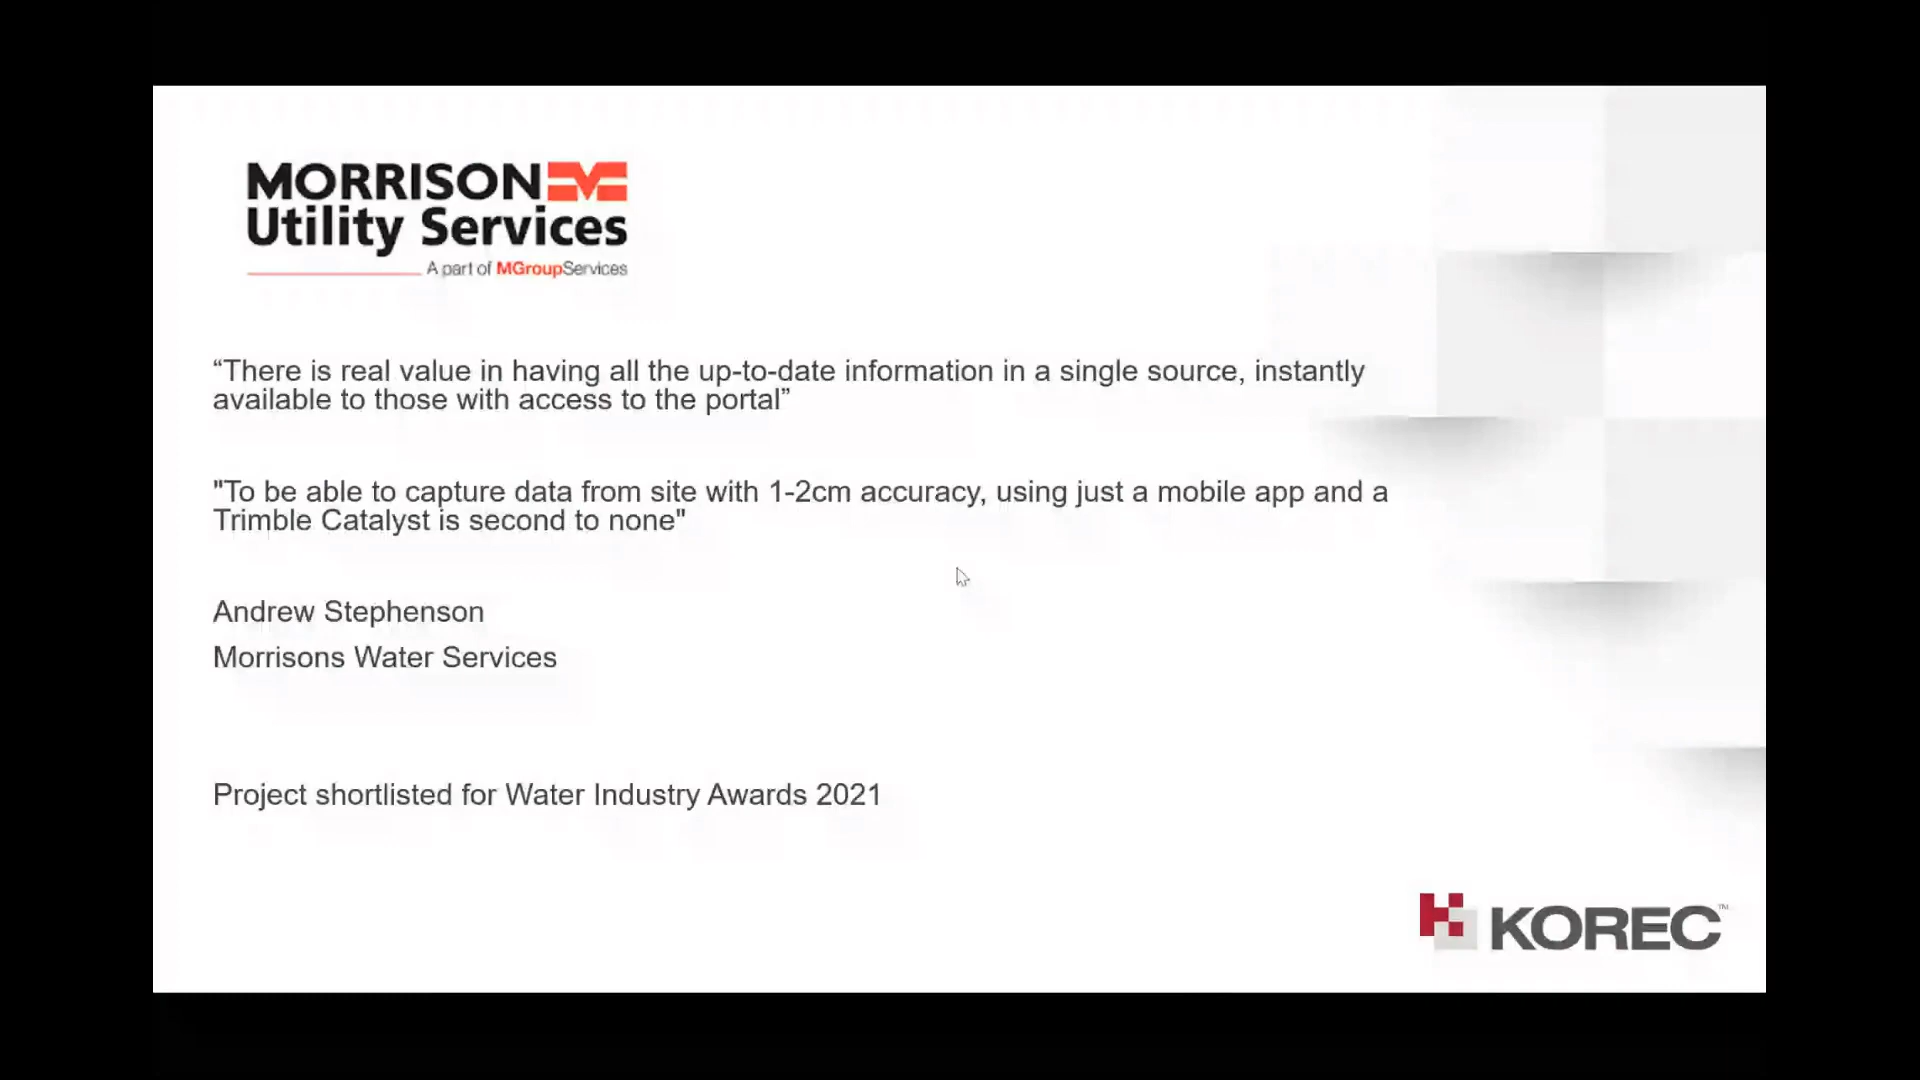 MORRISON
Utility Services
A part of MGroupServices
“There is real value in having all the up-to-date information in a single source, instantly
available to those with access to the portal”
"To be able to capture data from site with 1-2cm accuracy, using just a mobile app and a
Trimble Catalyst is second to none"
Andrew Stephenson
Morrisons Water Services
Project shortlisted for Water Industry Awards 2021
KOREC™